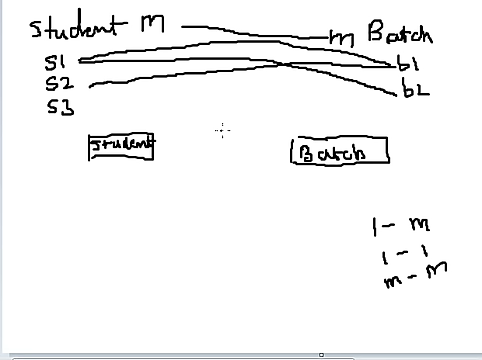 Student m m Batch
S1 b1
S2 b2
S3
Student Batch
1 - m
1 - 1
m - m